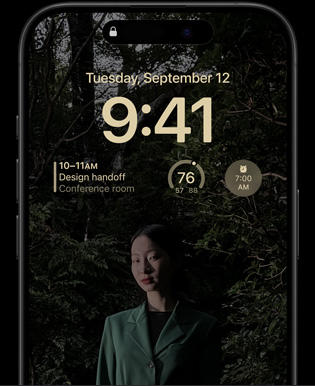 Tuesday, September 12
9:41
10–11AM
Design handoff
Conference room
76
57 88
7:00
AM